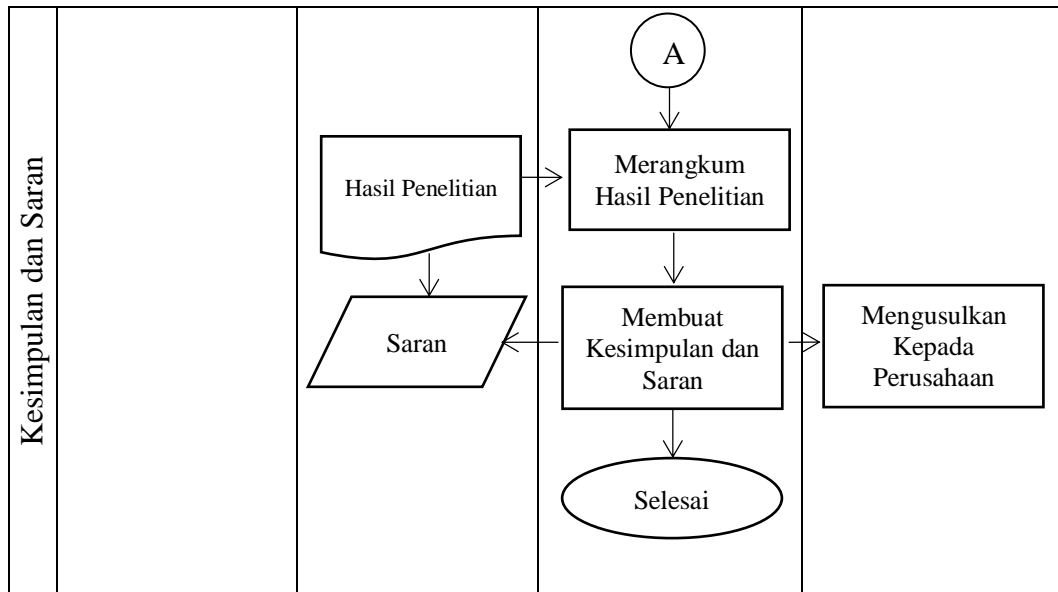 Kesimpulan dan Saran
A
Hasil Penelitian
Merangkum
Hasil Penelitian
Saran
Membuat
Kesimpulan dan
Saran
Mengusulkan
Kepada
Perusahaan
Selesai